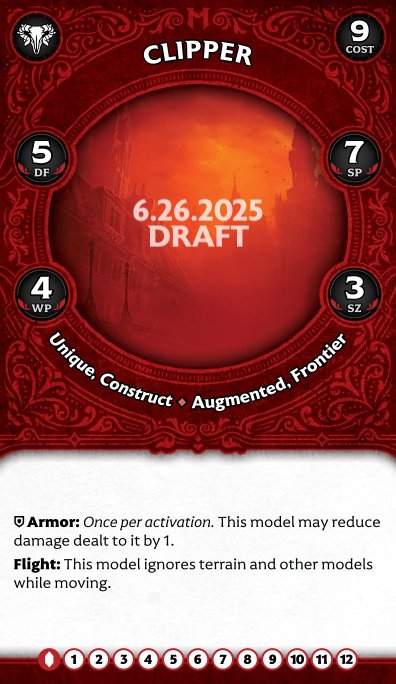 M
CLIPPER
9
COST
5
DF
7
SP
6.26.2025
DRAFT
4
WP
3
SZ
Unique, Construct ◆ Augmented, Frontier
Armor: Once per activation. This model may reduce
damage dealt to it by 1.
Flight: This model ignores terrain and other models
while moving.
1 2 3 4 5 6 7 8 9 10 11 12